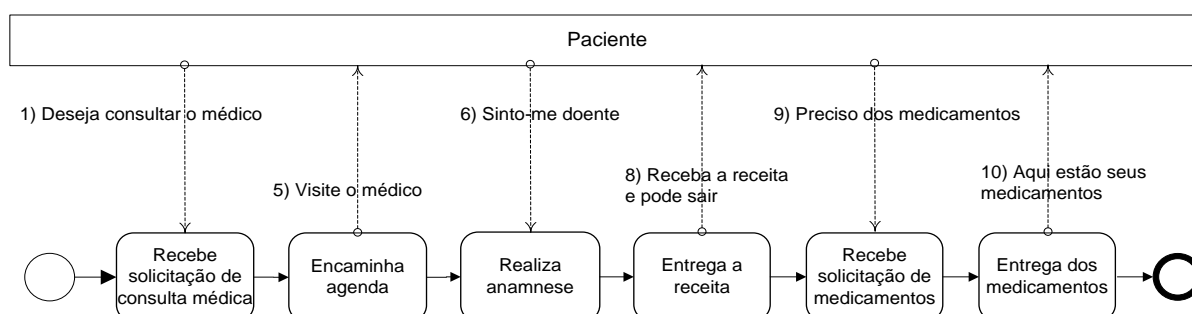 Paciente
1) Deseja consultar o médico
6) Sinto-me doente
9) Preciso dos medicamentos
5) Visite o médico
8) Receba a receita
e pode sair
10) Aqui estão seus
medicamentos
Recebe
solicitação de
consulta médica
Encaminha
agenda
Realiza
anamnese
Entrega a
receita
Recebe
solicitação de
medicamentos
Entrega dos
medicamentos